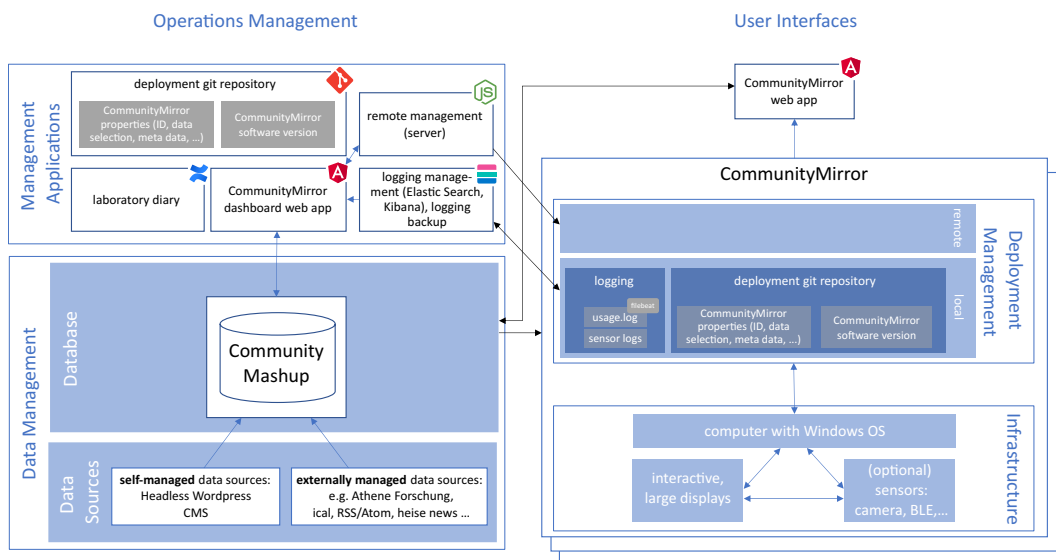 Operations Management
User Interfaces
Management
Applications
deployment git repository
CommunityMirror
properties (ID, data
selection, meta data, ...)
CommunityMirror
software version
JS
remote management
(server)
laboratory diary
CommunityMirror
dashboard web app
logging manage-
ment (Elastic Search,
Kibana), logging
backup
A
CommunityMirror
web app
A
CommunityMirror
remote
Deployment
Management
local
logging
filebeat
usage.log
sensor logs
deployment git repository
CommunityMirror
properties (ID, data
selection, meta data, ...)
CommunityMirror
software version
Data Management
Database
Community
Mashup
Data
Sources
self-managed data sources:
Headless Wordpress
CMS
externally managed data sources:
e.g. Athene Forschung,
ical, RSS/Atom, heise news ...
Infrastructure
computer with Windows OS
interactive,
large displays
(optional)
sensors:
camera, BLE,...